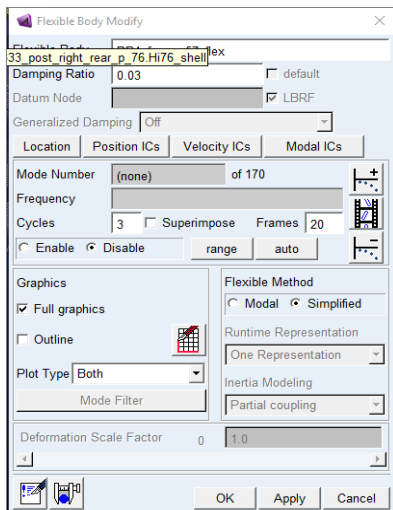 Flexible Body Modify
33_post_right_rear_p_76.Hi76_shell
Damping Ratio 0.03 default
Datum Node LBRF
Generalized Damping Off
Location Position ICs Velocity ICs Modal ICs
Mode Number (none) of 170
Frequency
Cycles 3 Superimpose Frames 20
Enable Disable range auto
Graphics Flexible Method
Full graphics Modal Simplified
Outline Runtime Representation
One Representation
Plot Type Both Inertia Modeling
Mode Filter Partial coupling
Deformation Scale Factor 0 1.0
OK Apply Cancel